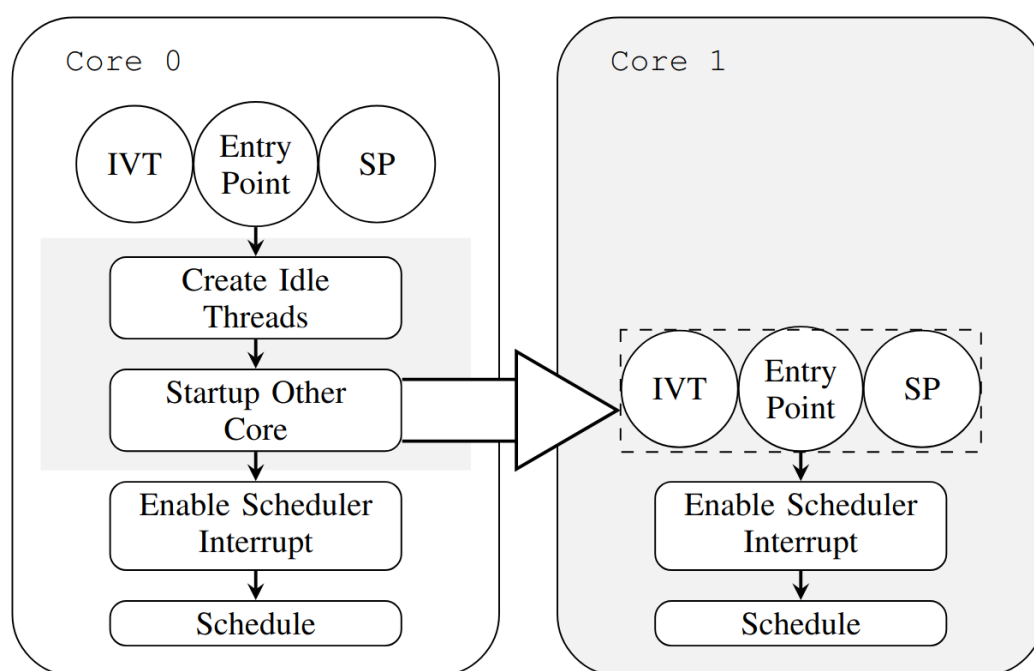 Core 0
IVT
Entry
Point
SP
Create Idle
Threads
Startup Other
Core
Enable Scheduler
Interrupt
Schedule
Core 1
IVT
Entry
Point
SP
Enable Scheduler
Interrupt
Schedule